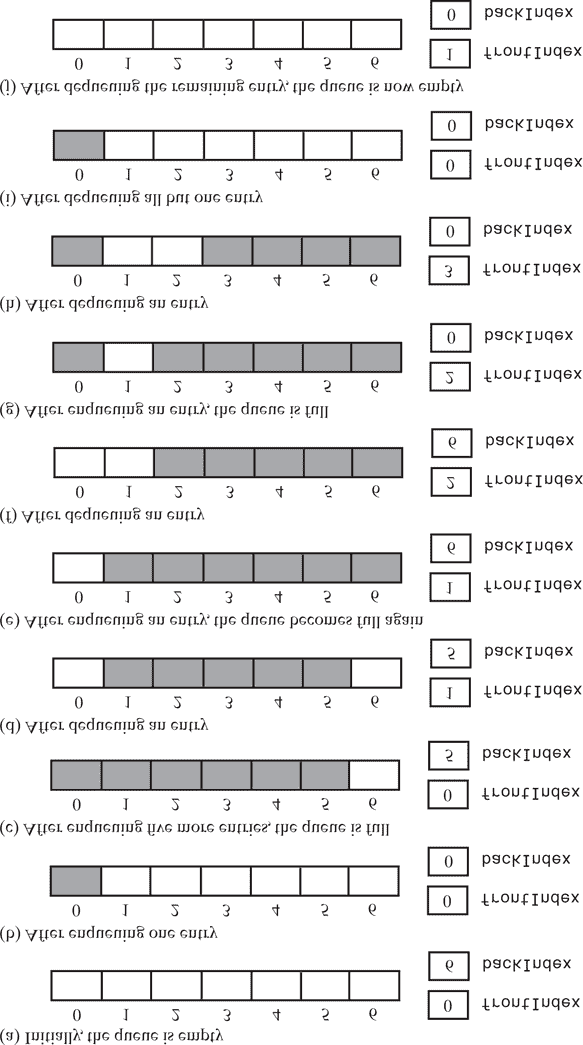 (a) Initially, the queue is empty
0 1 2 3 4 5 6 0 frontIndex
6 backIndex
(b) After enqueuing one entry
0 1 2 3 4 5 6 0 frontIndex
0 backIndex
(c) After enqueuing five more entries, the queue is full
0 1 2 3 4 5 6 0 frontIndex
5 backIndex
(d) After dequeuing an entry
0 1 2 3 4 5 6 1 frontIndex
5 backIndex
(e) After enqueuing an entry, the queue becomes full again
0 1 2 3 4 5 6 1 frontIndex
6 backIndex
(f) After dequeuing an entry
0 1 2 3 4 5 6 2 frontIndex
6 backIndex
(g) After enqueuing an entry, the queue is full
0 1 2 3 4 5 6 2 frontIndex
0 backIndex
(h) After dequeuing an entry
0 1 2 3 4 5 6 3 frontIndex
0 backIndex
(i) After dequeuing all but one entry
0 1 2 3 4 5 6 0 frontIndex
0 backIndex
(j) After dequeuing the remaining entry, the queue is now empty
0 1 2 3 4 5 6 1 frontIndex
0 backIndex